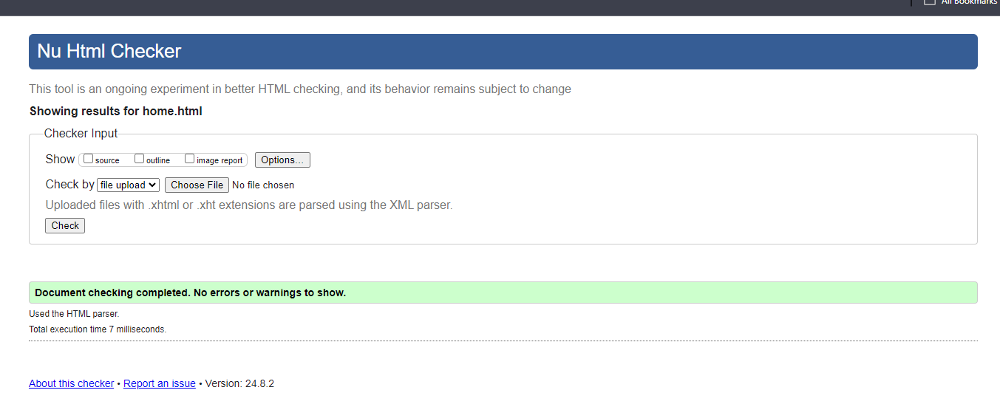 All Bookmarks
Nu Html Checker
This tool is an ongoing experiment in better HTML checking, and its behavior remains subject to change
Showing results for home.html
Checker Input
Show source outline image report Options...
Check by file upload Choose File No file chosen
Uploaded files with .xhtml or .xht extensions are parsed using the XML parser.
Check
Document checking completed. No errors or warnings to show.
Used the HTML parser.
Total execution time 7 milliseconds.
About this checker • Report an issue • Version: 24.8.2